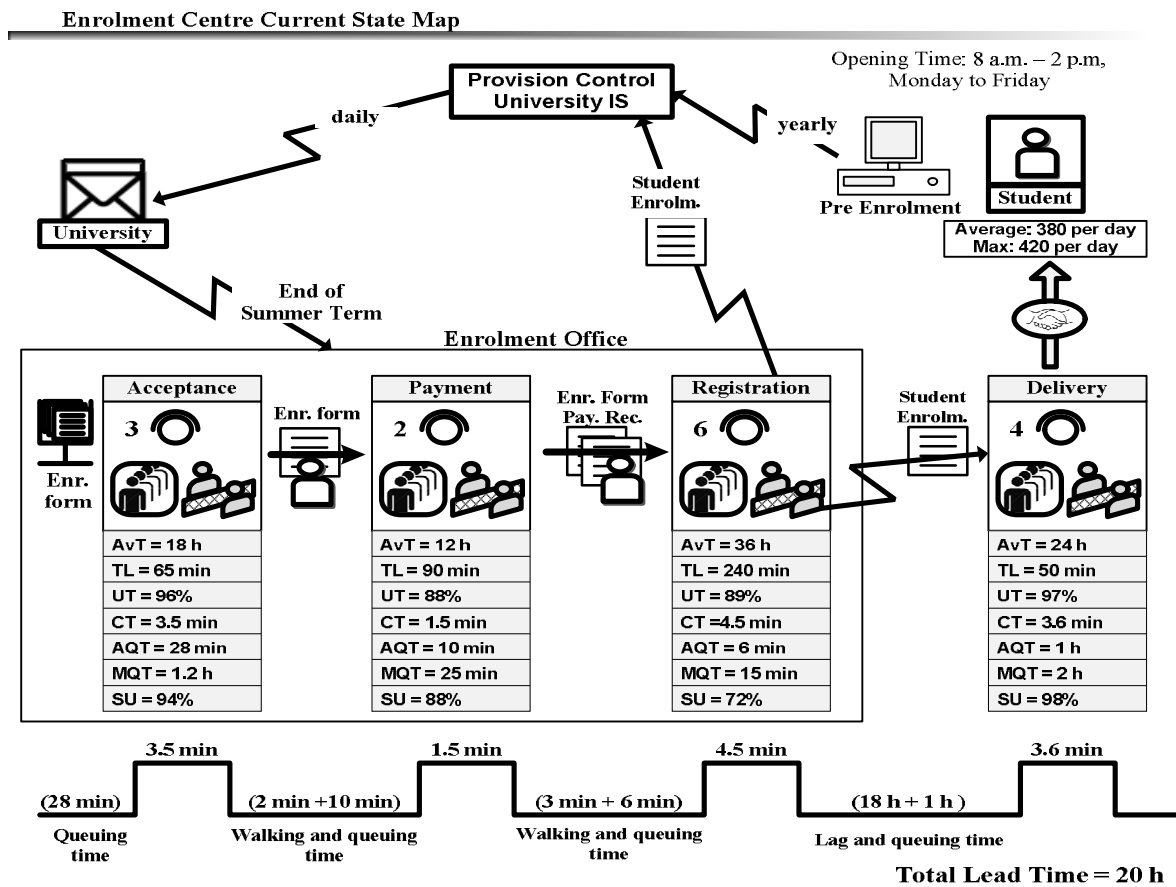 Enrolment Centre Current State Map
Opening Time: 8 a.m. – 2 p.m,
Monday to Friday
Provision Control
University IS
daily
yearly
Student
Enrolm.
Pre Enrolment
Student
Average: 380 per day
Max: 420 per day
University
End of
Summer Term
Enrolment Office
Enr.
form
Acceptance
3
AvT = 18 h
TL = 65 min
UT = 96%
CT = 3.5 min
AQT = 28 min
MQT = 1.2 h
SU = 94%
Enr. form
Payment
2
AvT = 12 h
TL = 90 min
UT = 88%
CT = 1.5 min
AQT = 10 min
MQT = 25 min
SU = 88%
Enr. Form
Pay. Rec.
Registration
6
AvT = 36 h
TL = 240 min
UT = 89%
CT =4.5 min
AQT = 6 min
MQT = 15 min
SU = 72%
Student
Enrolm.
Delivery
4
AvT = 24 h
TL = 50 min
UT = 97%
CT = 3.6 min
AQT = 1 h
MQT = 2 h
SU = 98%
3.5 min
1.5 min
4.5 min
3.6 min
(28 min)
(2 min +10 min)
(3 min + 6 min)
(18 h + 1 h )
Queuing
time
Walking and queuing
time
Walking and queuing
time
Lag and queuing time
Total Lead Time = 20 h